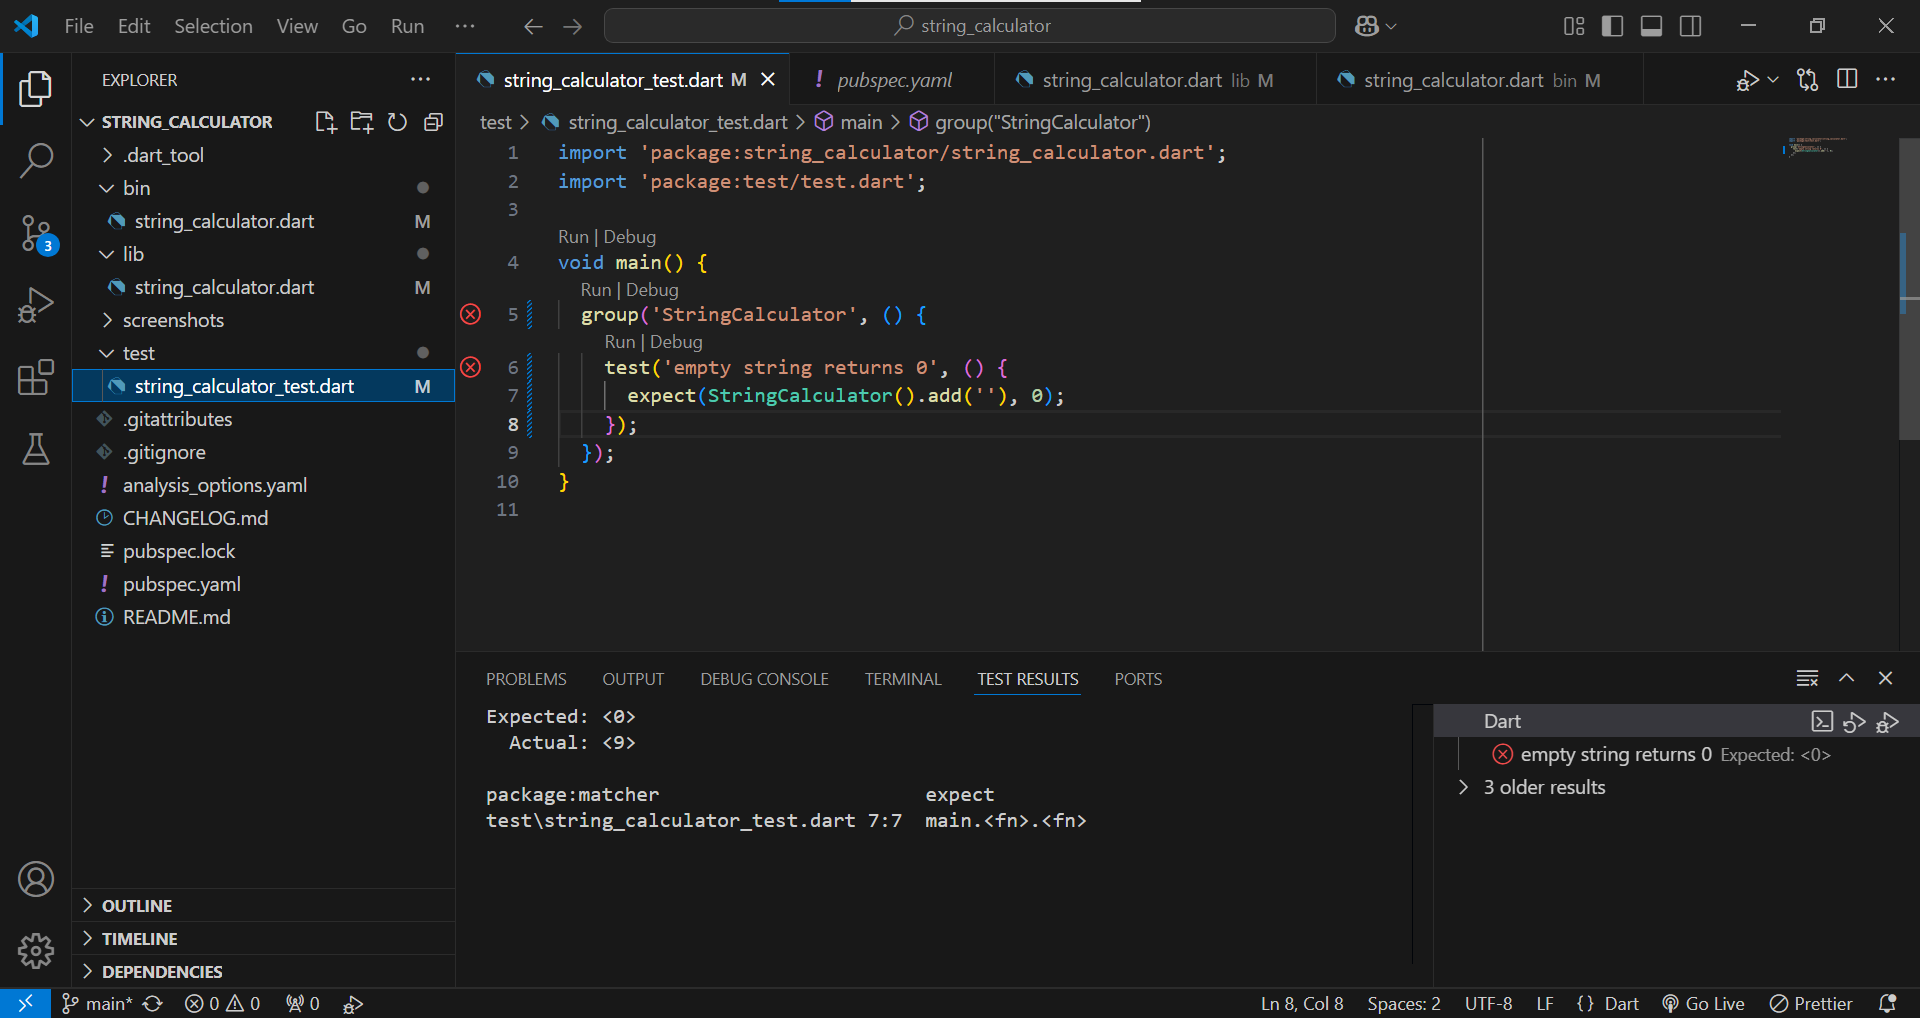 File Edit Selection View Go Run ···
string_calculator
EXPLORER
STRING_CALCULATOR
.dart_tool
bin
string_calculator.dart M
lib
string_calculator.dart M
screenshots
test
string_calculator_test.dart M
.gitattributes
.gitignore
! analysis_options.yaml
CHANGELOG.md
pubspec.lock
! pubspec.yaml
README.md
OUTLINE
TIMELINE
DEPENDENCIES
3
string_calculator_test.dart M
! pubspec.yaml
string_calculator.dart lib M
string_calculator.dart bin M
test > string_calculator_test.dart > main > group("StringCalculator")
1 import 'package:string_calculator/string_calculator.dart';
2 import 'package:test/test.dart';
3
Run | Debug
4 void main() {
Run | Debug
5 group('StringCalculator', () {
Run | Debug
6 test('empty string returns 0', () {
7 expect(StringCalculator().add(''), 0);
8 });
9 });
10 }
11
PROBLEMS OUTPUT DEBUG CONSOLE TERMINAL TEST RESULTS PORTS
Expected: <0>
Actual: <9>
package:matcher expect
test\string_calculator_test.dart 7:7 main.<fn>.<fn>
Dart
empty string returns 0 Expected: <0>
3 older results
main* 0 0 0
Ln 8, Col 8 Spaces: 2 UTF-8 LF {} Dart Go Live Prettier